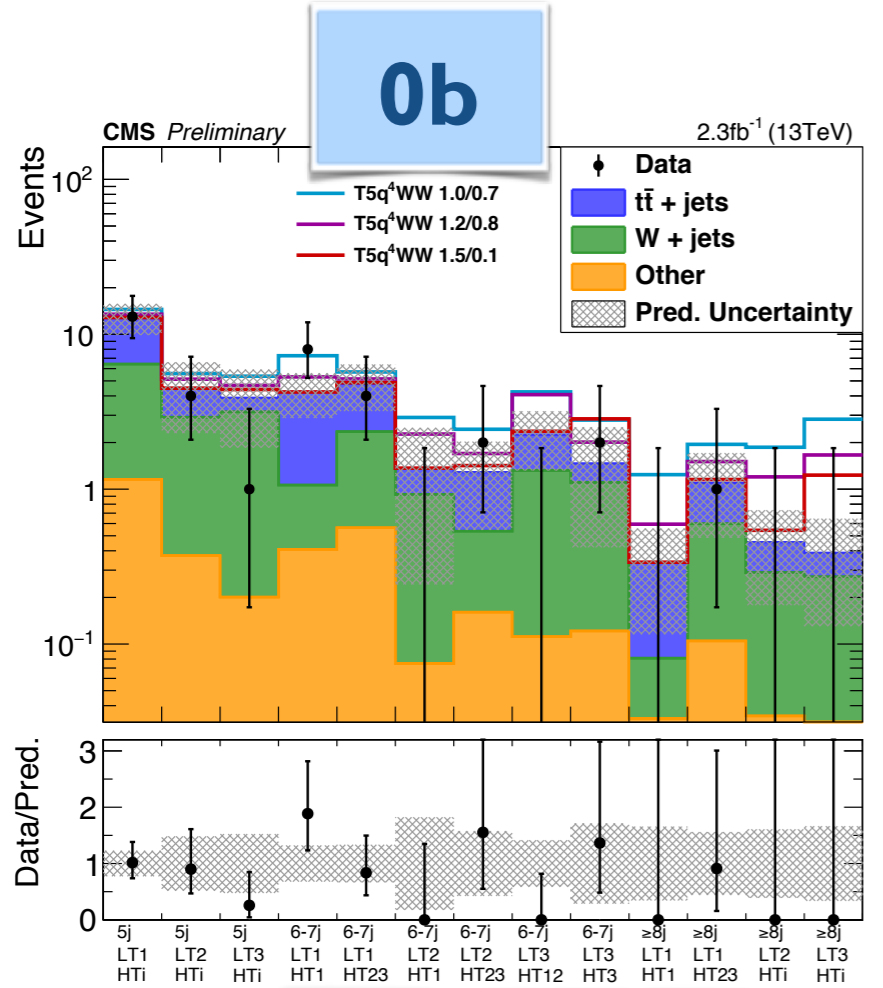 0b
CMS Preliminary
2.3fb⁻¹ (13TeV)
Events
10²
10
1
10⁻¹
T5q⁴WW 1.0/0.7
T5q⁴WW 1.2/0.8
T5q⁴WW 1.5/0.1
Data
tt̄ + jets
W + jets
Other
Pred. Uncertainty
Data/Pred.
3
2
1
0
5j 5j 5j 6-7j 6-7j 6-7j 6-7j 6-7j 6-7j ≥8j ≥8j ≥8j ≥8j
LT1 LT2 LT3 LT1 LT1 LT2 LT2 LT3 LT3 LT1 LT1 LT2 LT3
HTi HTi HTi HT1 HT23 HT1 HT23 HT12 HT3 HT1 HT23 HTi HTi